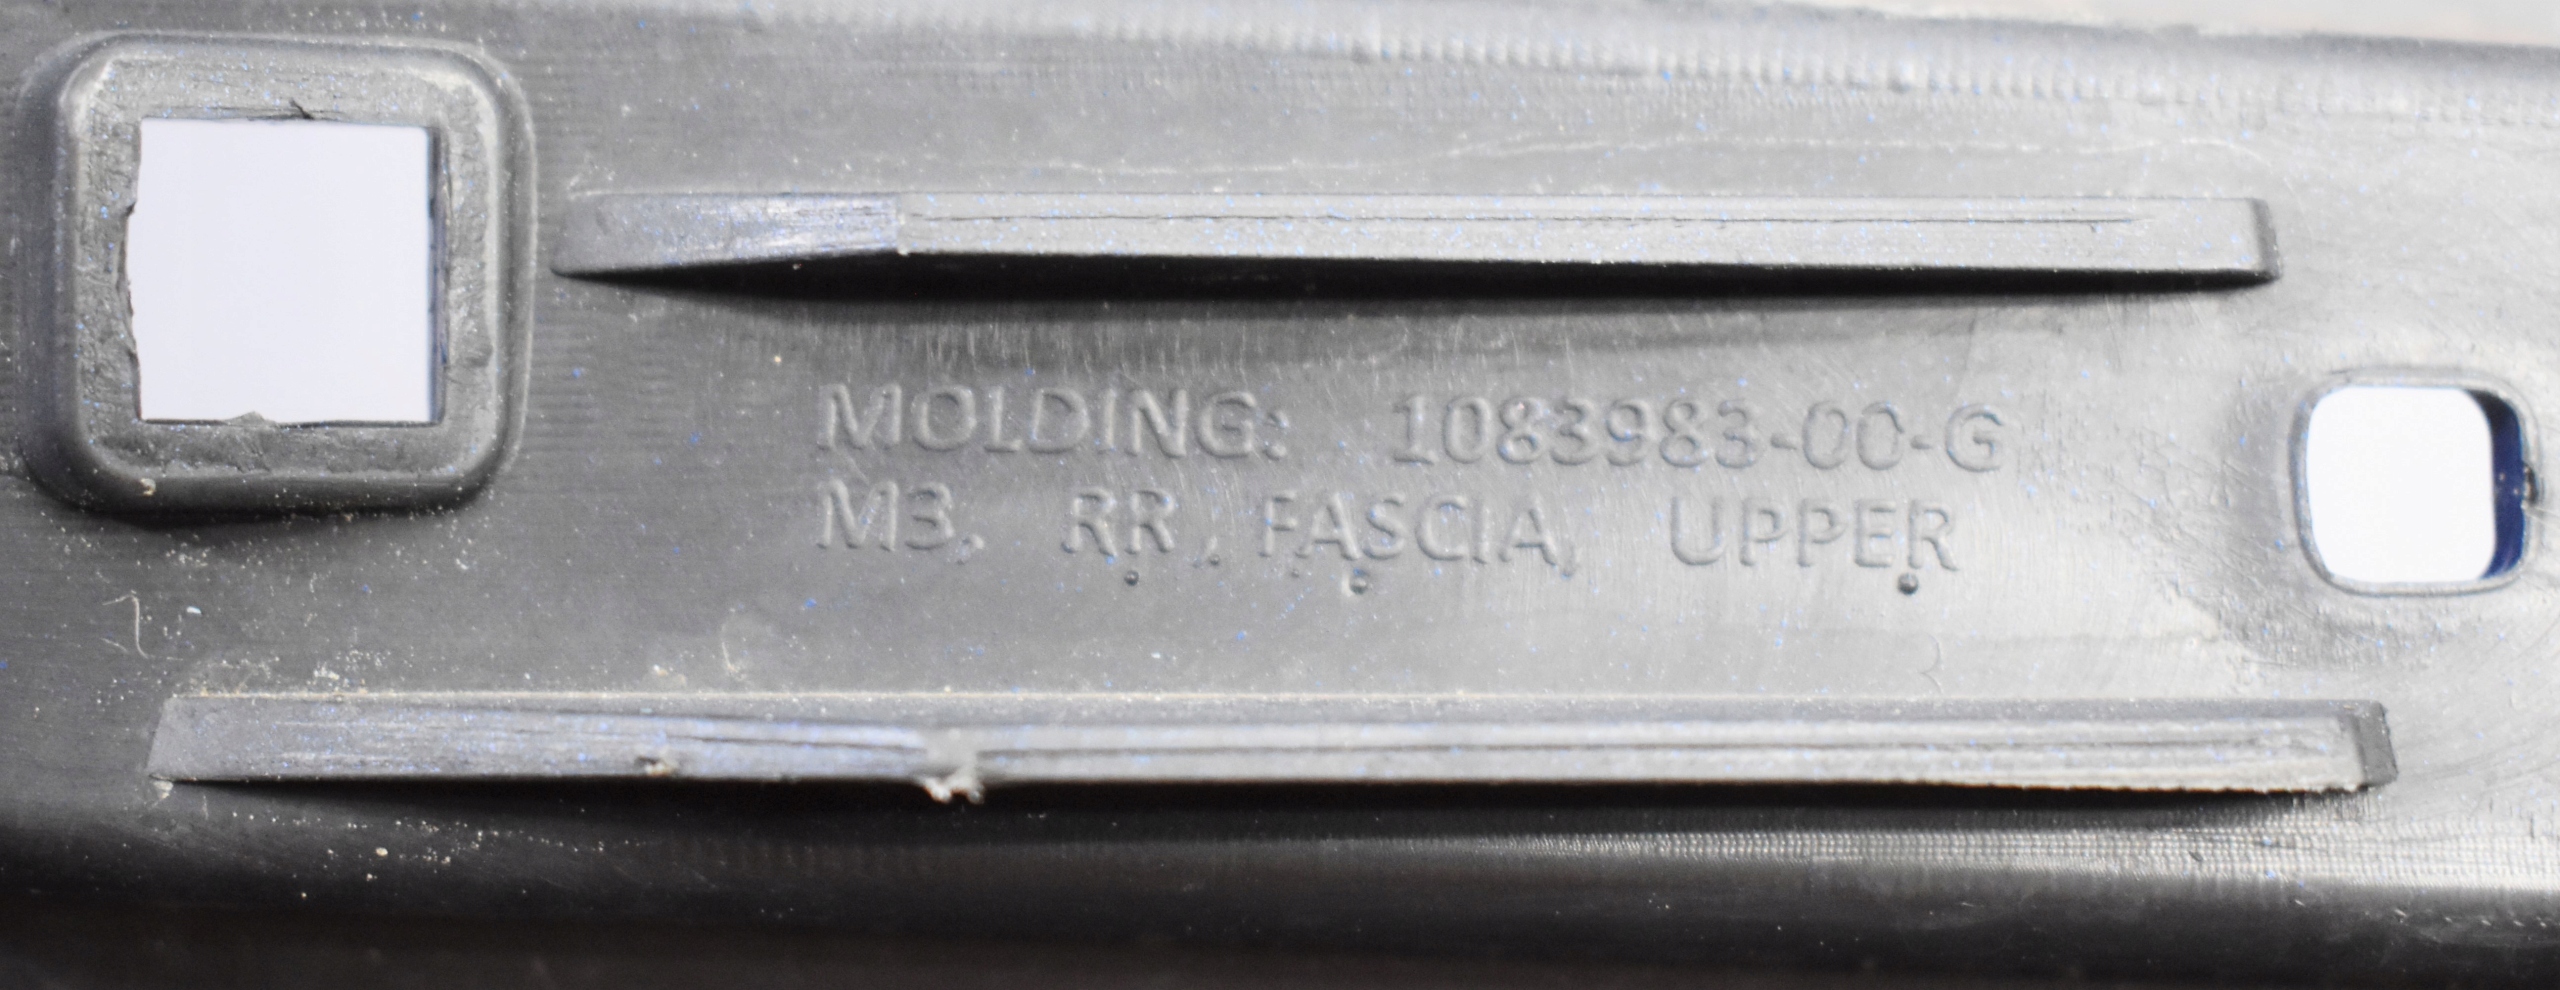 MOLDING: 1083983-00-G
M3, RR, FASCIA, UPPER